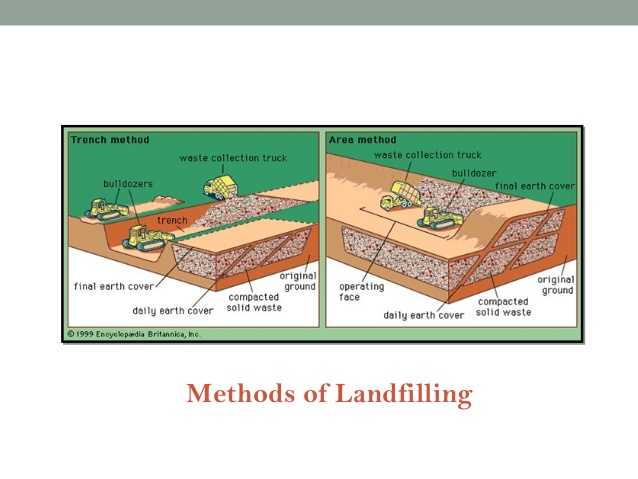 Trench method
waste collection truck
bulldozers
trench
final earth cover
daily earth cover
compacted
solid waste
original
ground
© 1999 Encyclopædia Britannica, Inc.
Area method
waste collection truck
bulldozer
final earth cover
operating
face
daily earth cover
compacted
solid waste
original
ground
Methods of Landfilling